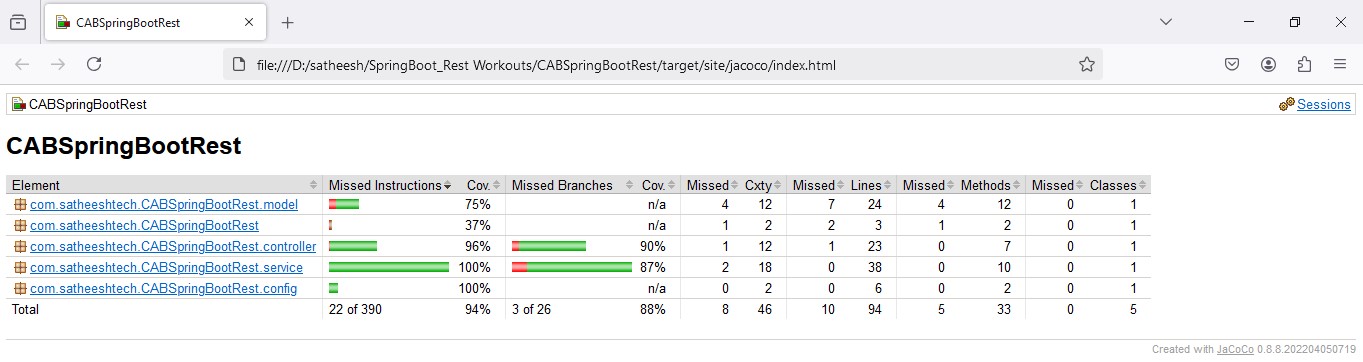 CABSpringBootRest
file:///D:/satheesh/SpringBoot_Rest Workouts/CABSpringBootRest/target/site/jacoco/index.html
CABSpringBootRest Sessions
CABSpringBootRest
Element Missed Instructions Cov. Missed Branches Cov. Missed Cxty Missed Lines Missed Methods Missed Classes
com.satheeshtech.CABSpringBootRest.model 75% n/a 4 12 7 24 4 12 0 1
com.satheeshtech.CABSpringBootRest 37% n/a 1 2 2 3 1 2 0 1
com.satheeshtech.CABSpringBootRest.controller 96% 90% 1 12 1 23 0 7 0 1
com.satheeshtech.CABSpringBootRest.service 100% 87% 2 18 0 38 0 10 0 1
com.satheeshtech.CABSpringBootRest.config 100% n/a 0 2 0 6 0 2 0 1
Total 22 of 390 94% 3 of 26 88% 8 46 10 94 5 33 0 5
Created with JaCoCo 0.8.8.202204050719